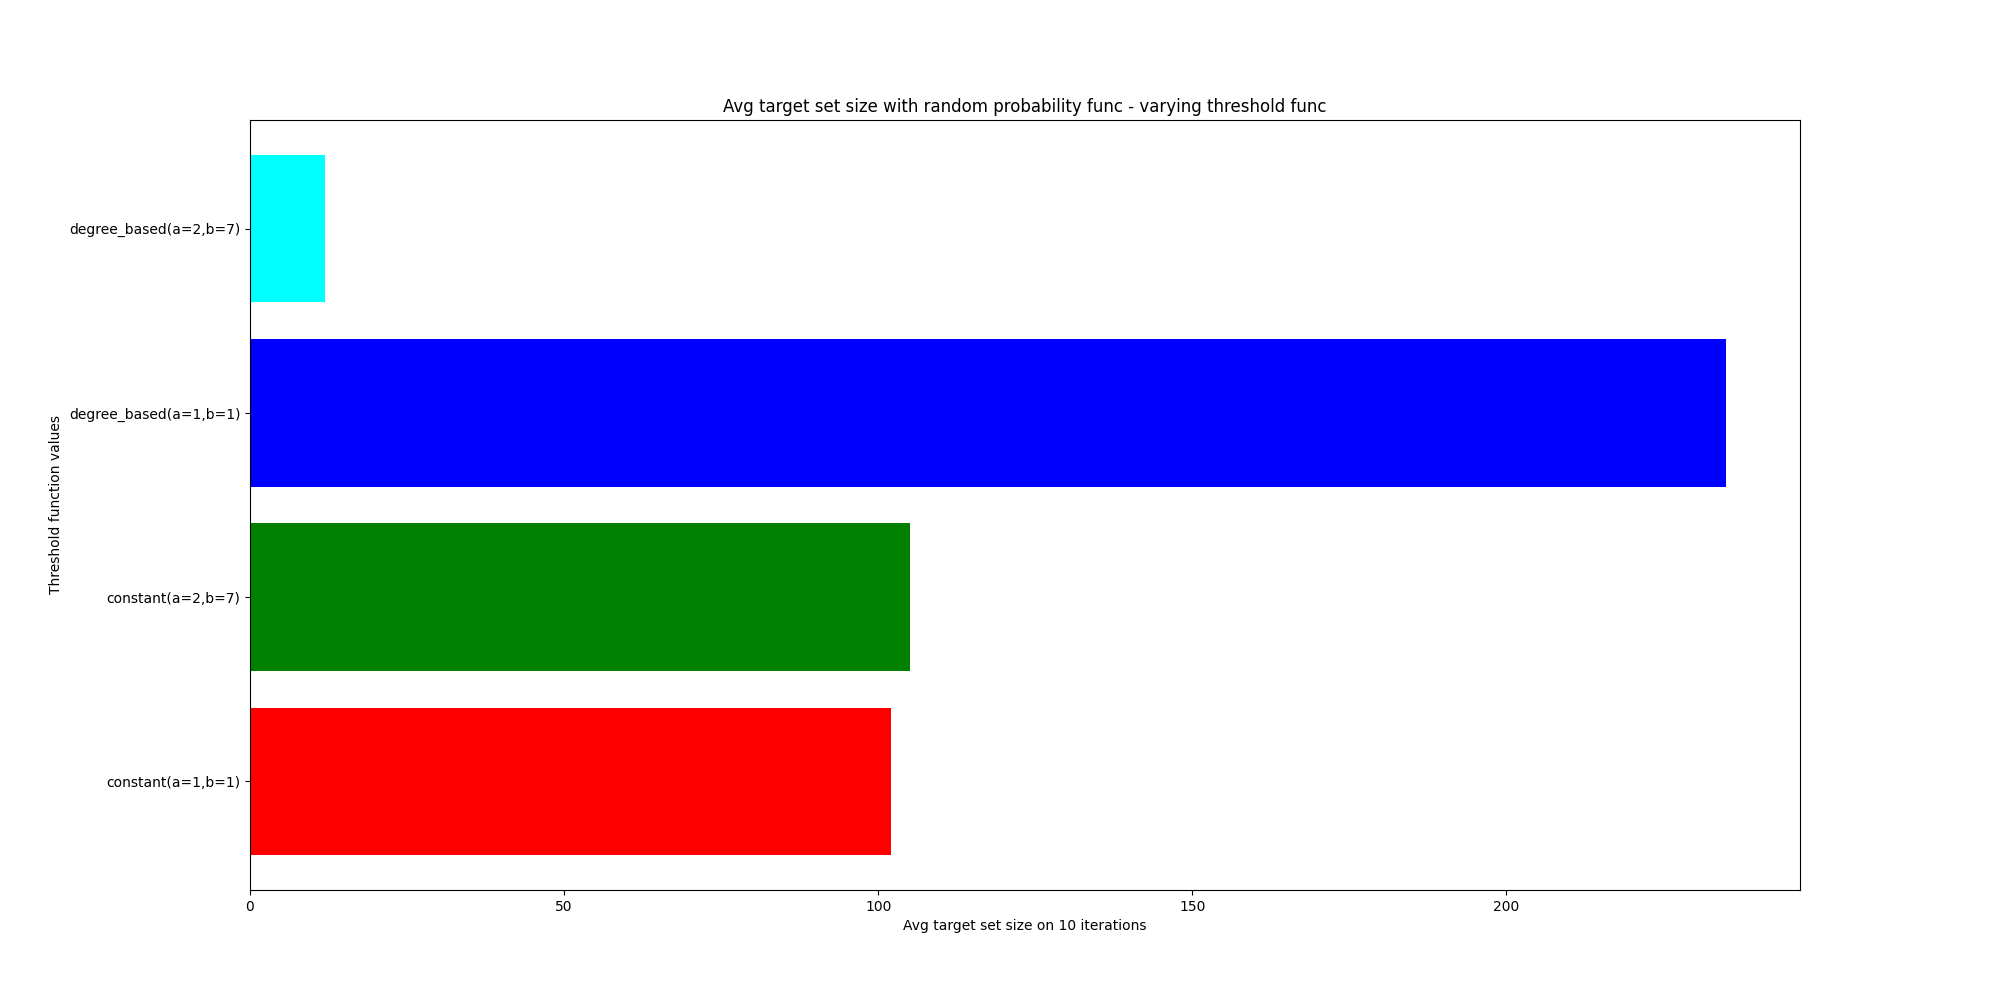 Avg target set size with random probability func - varying threshold func
degree_based(a=2,b=7)
degree_based(a=1,b=1)
constant(a=2,b=7)
constant(a=1,b=1)
Threshold function values
0 50 100 150 200
Avg target set size on 10 iterations